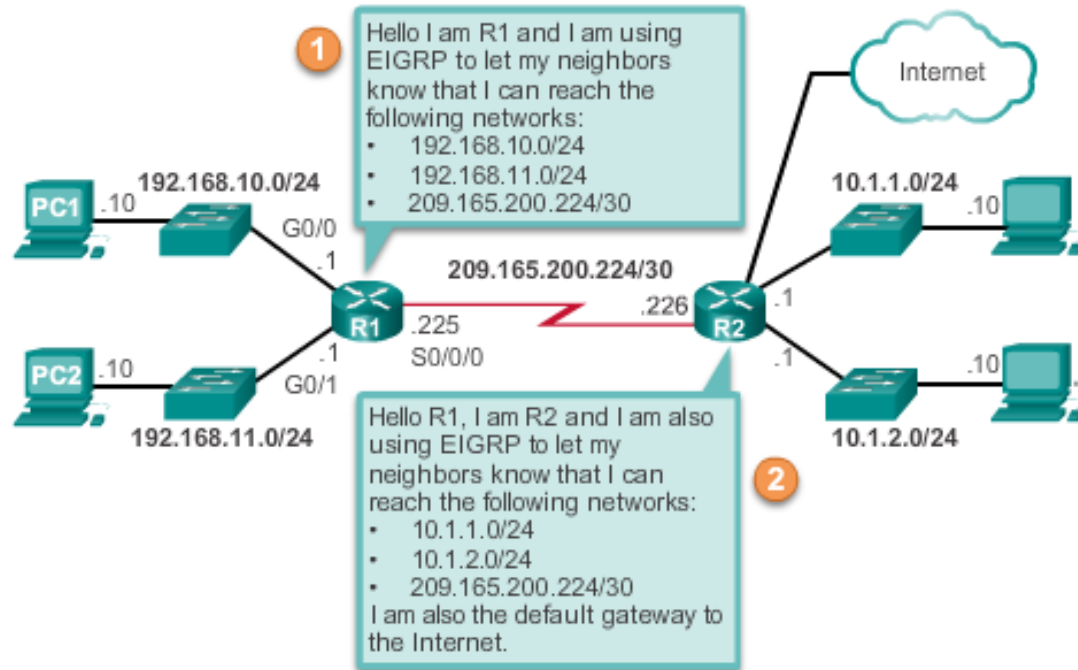 1
Hello I am R1 and I am using
EIGRP to let my neighbors
know that I can reach the
following networks:
• 192.168.10.0/24
• 192.168.11.0/24
• 209.165.200.224/30
Internet
192.168.10.0/24
10.1.1.0/24
PC1
.10
G0/0
.1
.10
209.165.200.224/30
.1
R1
.225
S0/0/0
.226
R2
PC2
.10
.1
G0/1
.1
.10
192.168.11.0/24
10.1.2.0/24
Hello R1, I am R2 and I am also
using EIGRP to let my
neighbors know that I can
reach the following networks:
• 10.1.1.0/24
• 10.1.2.0/24
• 209.165.200.224/30
I am also the default gateway to
the Internet.
2